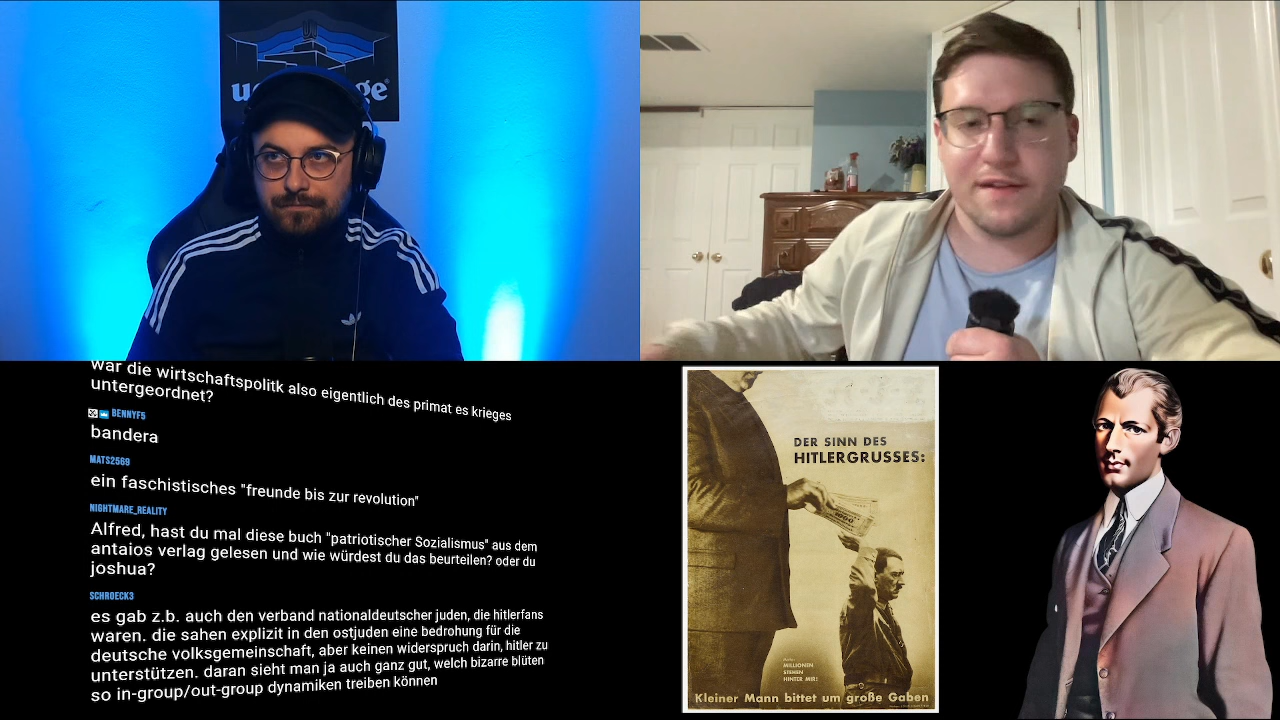 war die wirtschaftspolitk also eigentlich des primat es krieges
untergeordnet?
BENNYF5
bandera
MATS2569
ein faschistisches "freunde bis zur revolution"
NIGHTMARE_REALITY
Alfred, hast du mal diese buch "patriotischer Sozialismus" aus dem
antaios verlag gelesen und wie würdest du das beurteilen? oder du
joshua?
SCHROECK3
es gab z.b. auch den verband nationaldeutscher juden, die hitlerfans
waren. die sahen explizit in den ostjuden eine bedrohung für die
deutsche volksgemeinschaft, aber keinen widerspruch darin, hitler zu
unterstützen. daran sieht man ja auch ganz gut, welch bizarre blüten
so in-group/out-group dynamiken treiben können
DER SINN DES
HITLERGRUSSES:
1000
MILLIONEN
STEHEN
HINTER MIR!
Kleiner Mann bittet um große Gaben